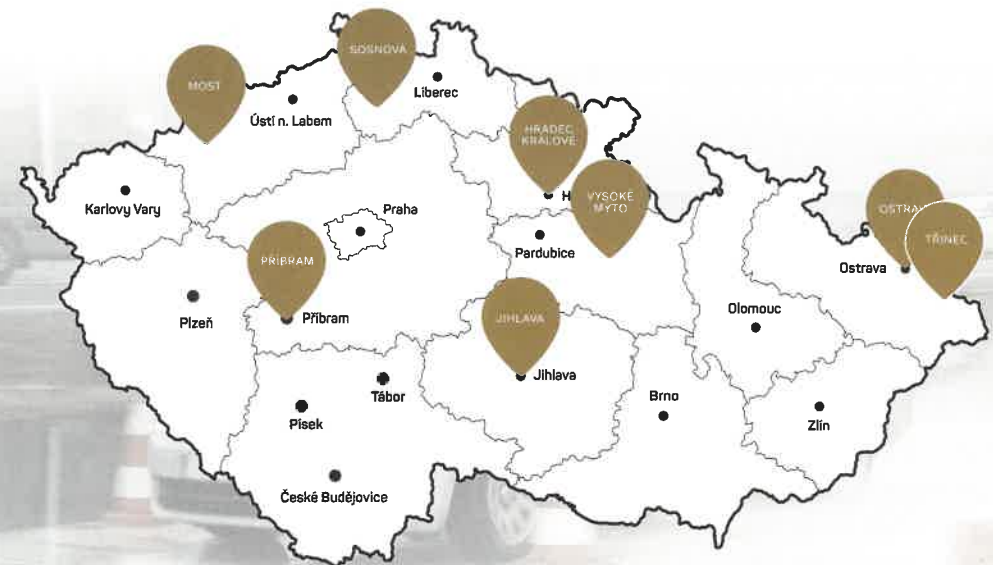 SOSNOVÁ
MOST
Liberec
Ústí n. Labem
HRADEC
KRÁLOVÉ
Karlovy Vary
H
VYSOKÉ
MÝTO
Praha
OSTRAV
Pardubice
TŘINEC
PŘÍBRAM
Ostrava
Plzeň
Příbram
JIHLAVA
Olomouc
Jihlava
Tábor
Brno
Písek
Zlín
České Budějovice